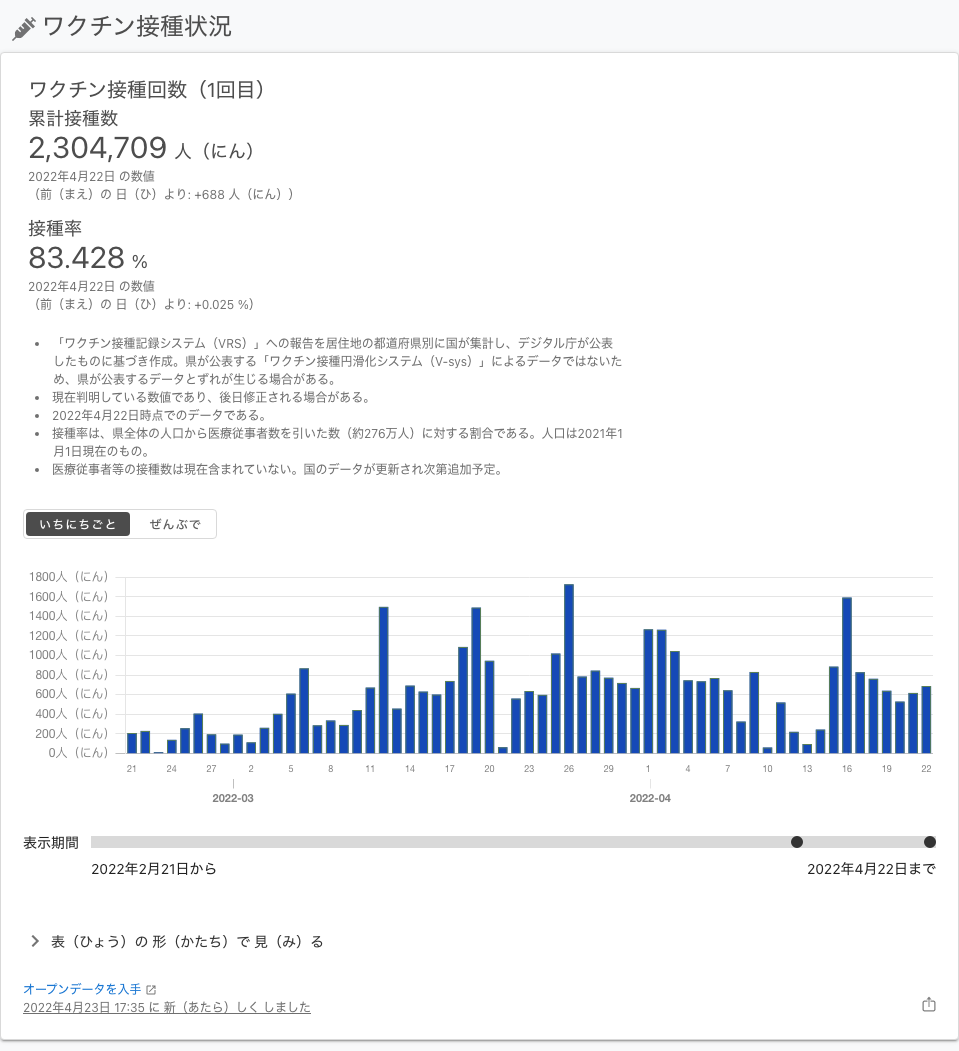 ワクチン接種状況
ワクチン接種回数（1回目）
累計接種数
2,304,709 人（にん）
2022年4月22日 の数値
（前（まえ）の 日（ひ）より: +688 人（にん））
接種率
83.428 %
2022年4月22日 の数値
（前（まえ）の 日（ひ）より: +0.025 %）
• 「ワクチン接種記録システム（VRS）」への報告を居住地の都道府県別に国が集計し、デジタル庁が公表
したものに基づき作成。県が公表する「ワクチン接種円滑化システム（V-sys）」によるデータではないた
め、県が公表するデータとずれが生じる場合がある。
• 現在判明している数値であり、後日修正される場合がある。
• 2022年4月22日時点でのデータである。
• 接種率は、県全体の人口から医療従事者数を引いた数（約276万人）に対する割合である。人口は2021年1
月1日現在のもの。
• 医療従事者等の接種数は現在含まれていない。国のデータが更新され次第追加予定。
いちにちごと ぜんぶで
1800人（にん）
1600人（にん）
1400人（にん）
1200人（にん）
1000人（にん）
800人（にん）
600人（にん）
400人（にん）
200人（にん）
0人（にん）
21 24 27 2 5 8 11 14 17 20 23 26 29 1 4 7 10 13 16 19 22
2022-03 2022-04
表示期間
2022年2月21日から 2022年4月22日まで
表（ひょう）の 形（かたち）で 見（み）る
オープンデータを入手
2022年4月23日 17:35 に 新（あたら）しく しました